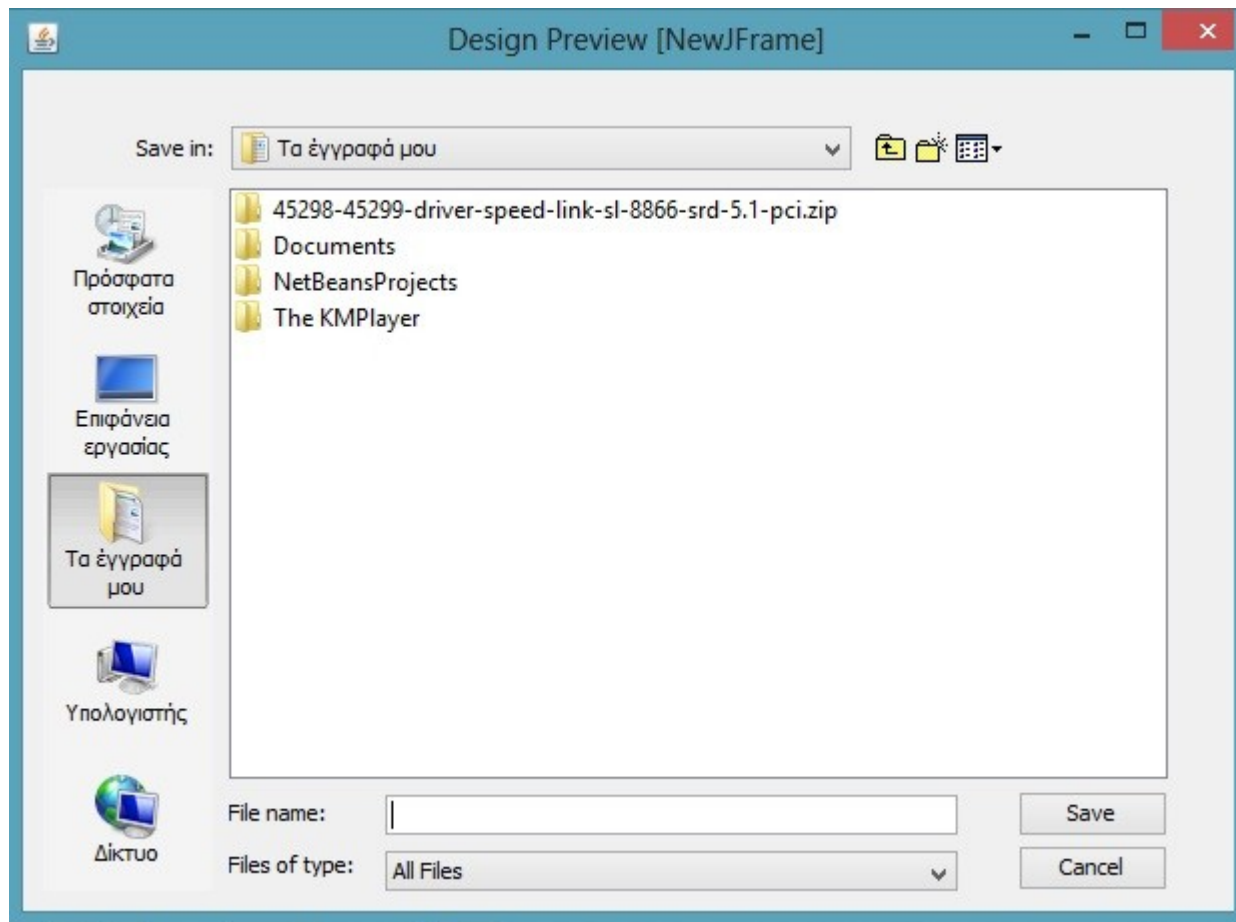 Design Preview [NewJFrame]
Save in:
Τα έγγραφά μου
45298-45299-driver-speed-link-sl-8866-srd-5.1-pci.zip
Documents
NetBeansProjects
The KMPlayer
Πρόσφατα
στοιχεία
Επιφάνεια
εργασίας
Τα έγγραφά
μου
Υπολογιστής
Δίκτυο
File name:
Save
Files of type:
All Files
Cancel